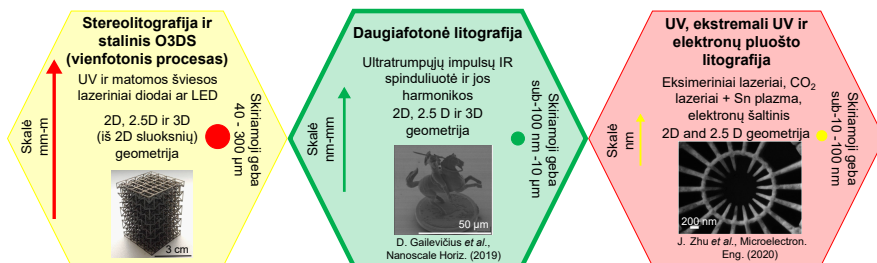 Stereolitografija ir
stalinis O3DS
(vienfotonis procesas)
UV ir matomos šviesos
lazeriniai diodai ar LED
2D, 2.5D ir 3D
(iš 2D sluoksnių)
geometrija
Skalė
mm-m
Skiriamoji geba
40 - 300 µm
3 cm
Daugiafotonė litografija
Ultratrumpųjų impulsų IR
spinduliuotė ir jos
harmonikos
2D, 2.5 D ir 3D
geometrija
Skalė
nm-mm
Skiriamoji geba
sub-100 nm -10 µm
50 µm
D. Gailevičius et al.,
Nanoscale Horiz. (2019)
UV, ekstremali UV ir
elektronų pluošto
litografija
Eksimeriniai lazeriai, CO₂
lazeriai + Sn plazma,
elektronų šaltinis
2D and 2.5 D geometrija
Skalė
nm
Skiriamoji geba
sub-10 -100 nm
200 nm
J. Zhu et al., Microelectron.
Eng. (2020)